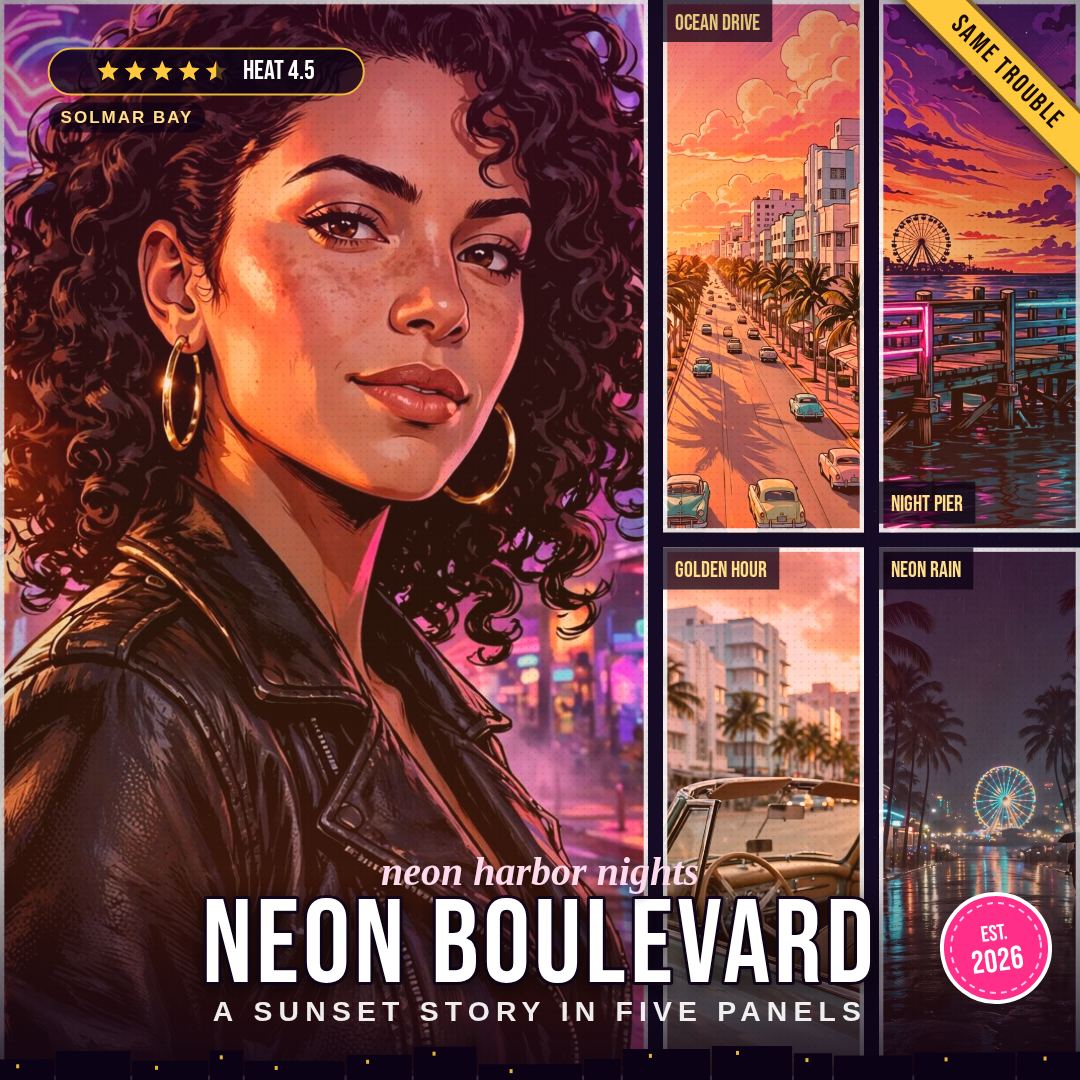 HEAT 4.5
SOLMAR BAY
OCEAN DRIVE
SAME TROUBLE
NIGHT PIER
GOLDEN HOUR
NEON RAIN
neon harbor nights
NEON BOULEVARD
A SUNSET STORY IN FIVE PANELS
EST.
2026